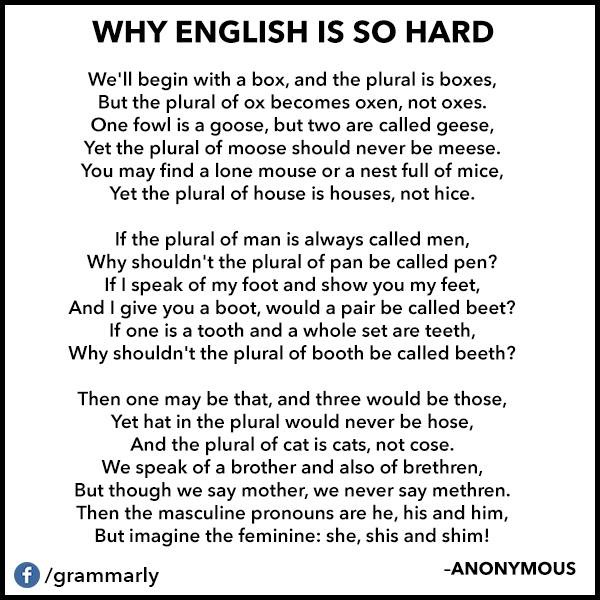 WHY ENGLISH IS SO HARD
We'll begin with a box, and the plural is boxes,
But the plural of ox becomes oxen, not oxes.
One fowl is a goose, but two are called geese,
Yet the plural of moose should never be meese.
You may find a lone mouse or a nest full of mice,
Yet the plural of house is houses, not hice.
If the plural of man is always called men,
Why shouldn't the plural of pan be called pen?
If I speak of my foot and show you my feet,
And I give you a boot, would a pair be called beet?
If one is a tooth and a whole set are teeth,
Why shouldn't the plural of booth be called beeth?
Then one may be that, and three would be those,
Yet hat in the plural would never be hose,
And the plural of cat is cats, not cose.
We speak of a brother and also of brethren,
But though we say mother, we never say methren.
Then the masculine pronouns are he, his and him,
But imagine the feminine: she, shis and shim!
f /grammarly
-ANONYMOUS